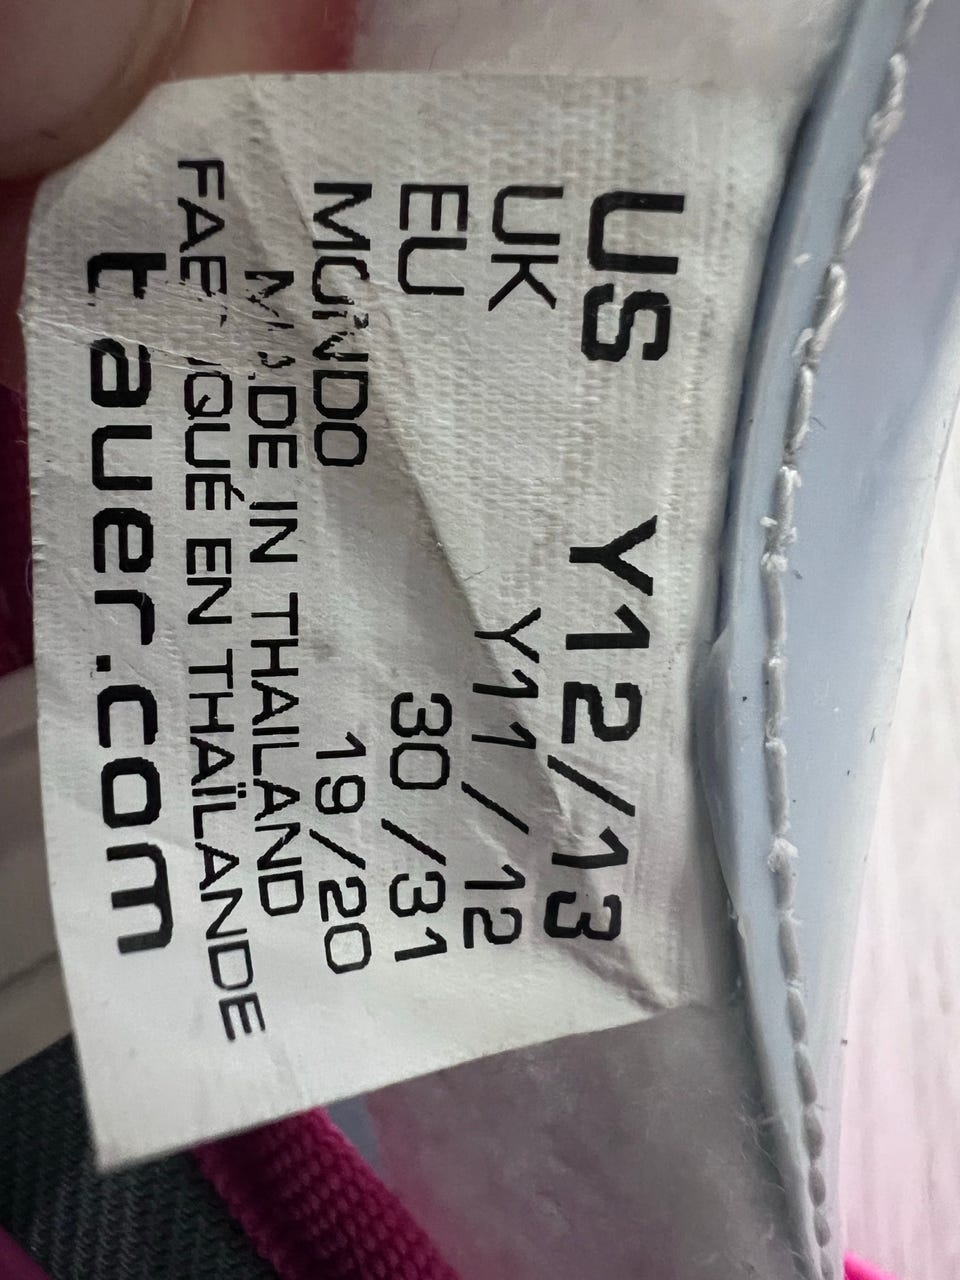 US Y12/13
UK Y11/12
EU 30/31
MONDO 19/20
MADE IN THAILAND
FABRIQUÉ EN THAÏLANDE
tauer.com